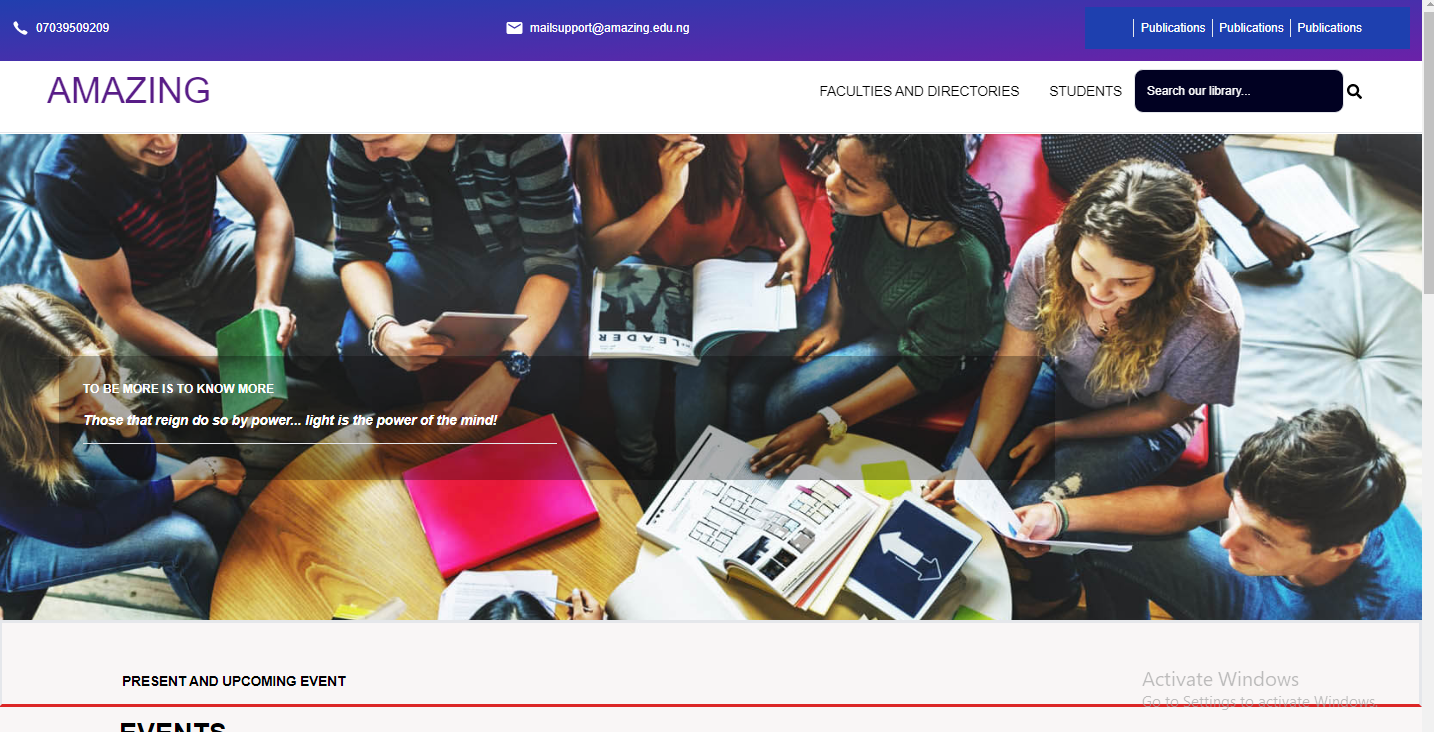 07039509209
mailsupport@amazing.edu.ng
Publications Publications Publications
AMAZING
FACULTIES AND DIRECTORIES
STUDENTS
Search our library...
LEADER
TO BE MORE IS TO KNOW MORE
Those that reign do so by power... light is the power of the mind!
PRESENT AND UPCOMING EVENT
Activate Windows
Go to Settings to activate Windows.
EVENTS